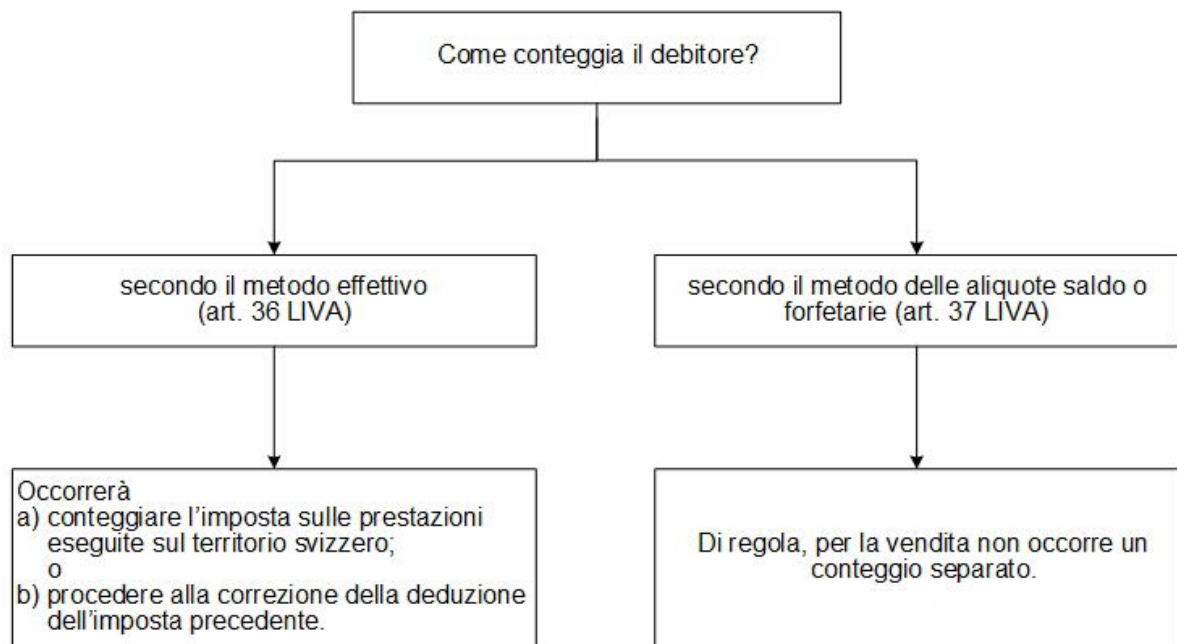 Come conteggia il debitore?
secondo il metodo effettivo
(art. 36 LIVA)
secondo il metodo delle aliquote saldo o
forfetarie (art. 37 LIVA)
Occorrerà
a) conteggiare l'imposta sulle prestazioni
eseguite sul territorio svizzero;
o
b) procedere alla correzione della deduzione
dell'imposta precedente.
Di regola, per la vendita non occorre un
conteggio separato.